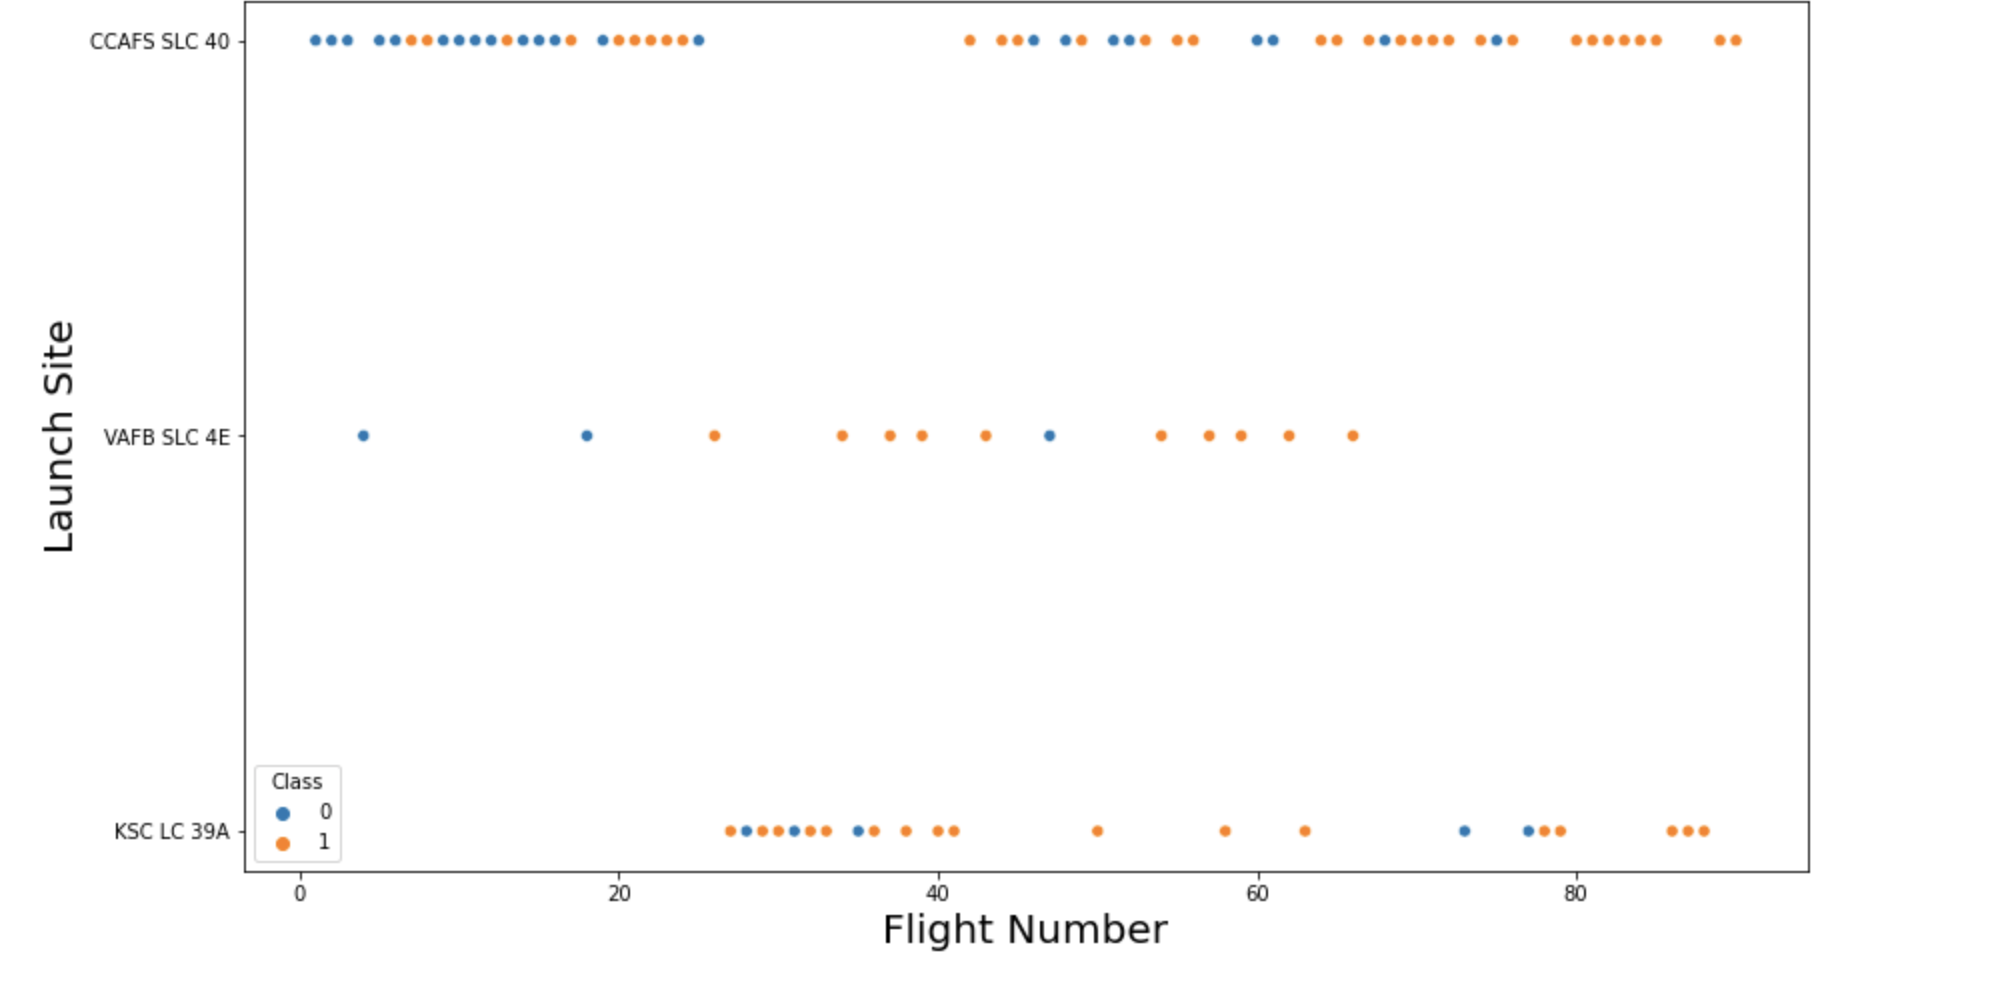 CCAFS SLC 40
VAFB SLC 4E
KSC LC 39A
Launch Site
Class
0
1
0 20 40 60 80
Flight Number